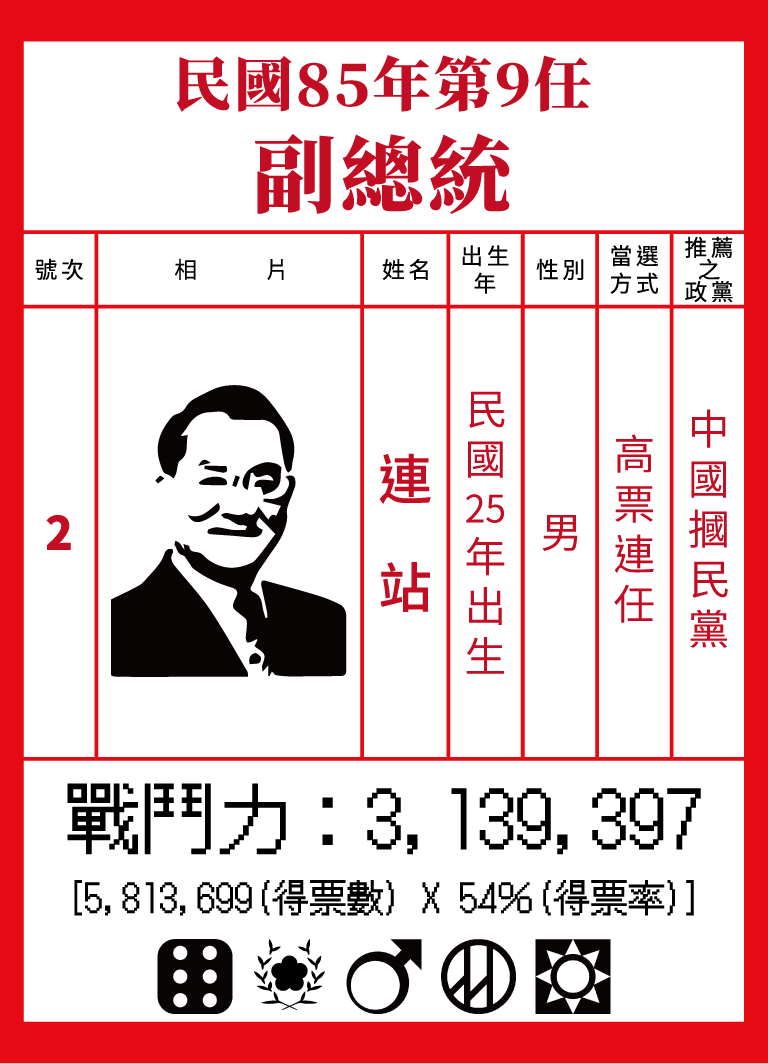 民國85年第9任
副總統
號次
相片
姓名
出生年
性別
當選方式
推薦之政黨
2
連站
民國25年出生
男
高票連任
中國摑民黨
戰鬥力：3,139,397
[5,813,699(得票數) X 54%(得票率)]